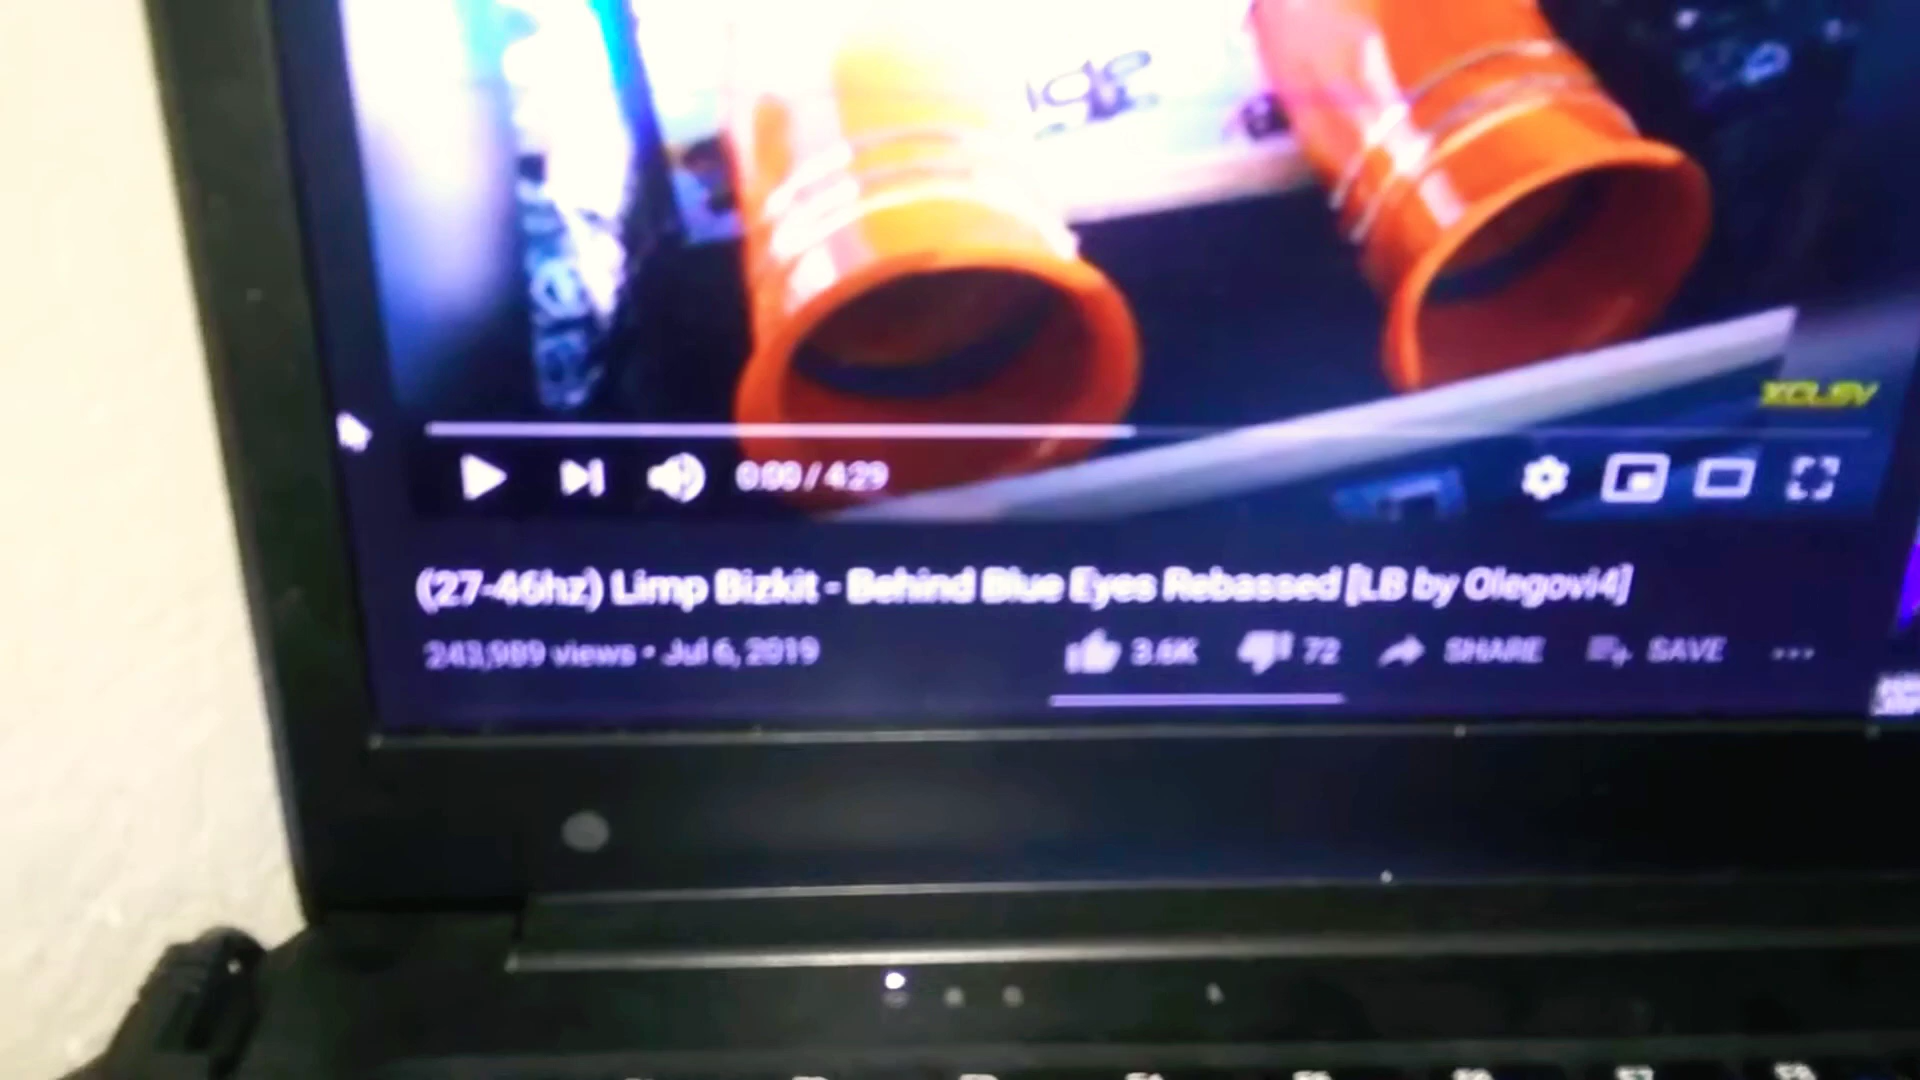 XCLSV
0:00 / 4:29
(27-46hz) Limp Bizkit - Behind Blue Eyes Rebassed [LB by Olegovi4]
243,989 views • Jul 6, 2019
3.6K 72 SHARE SAVE ...